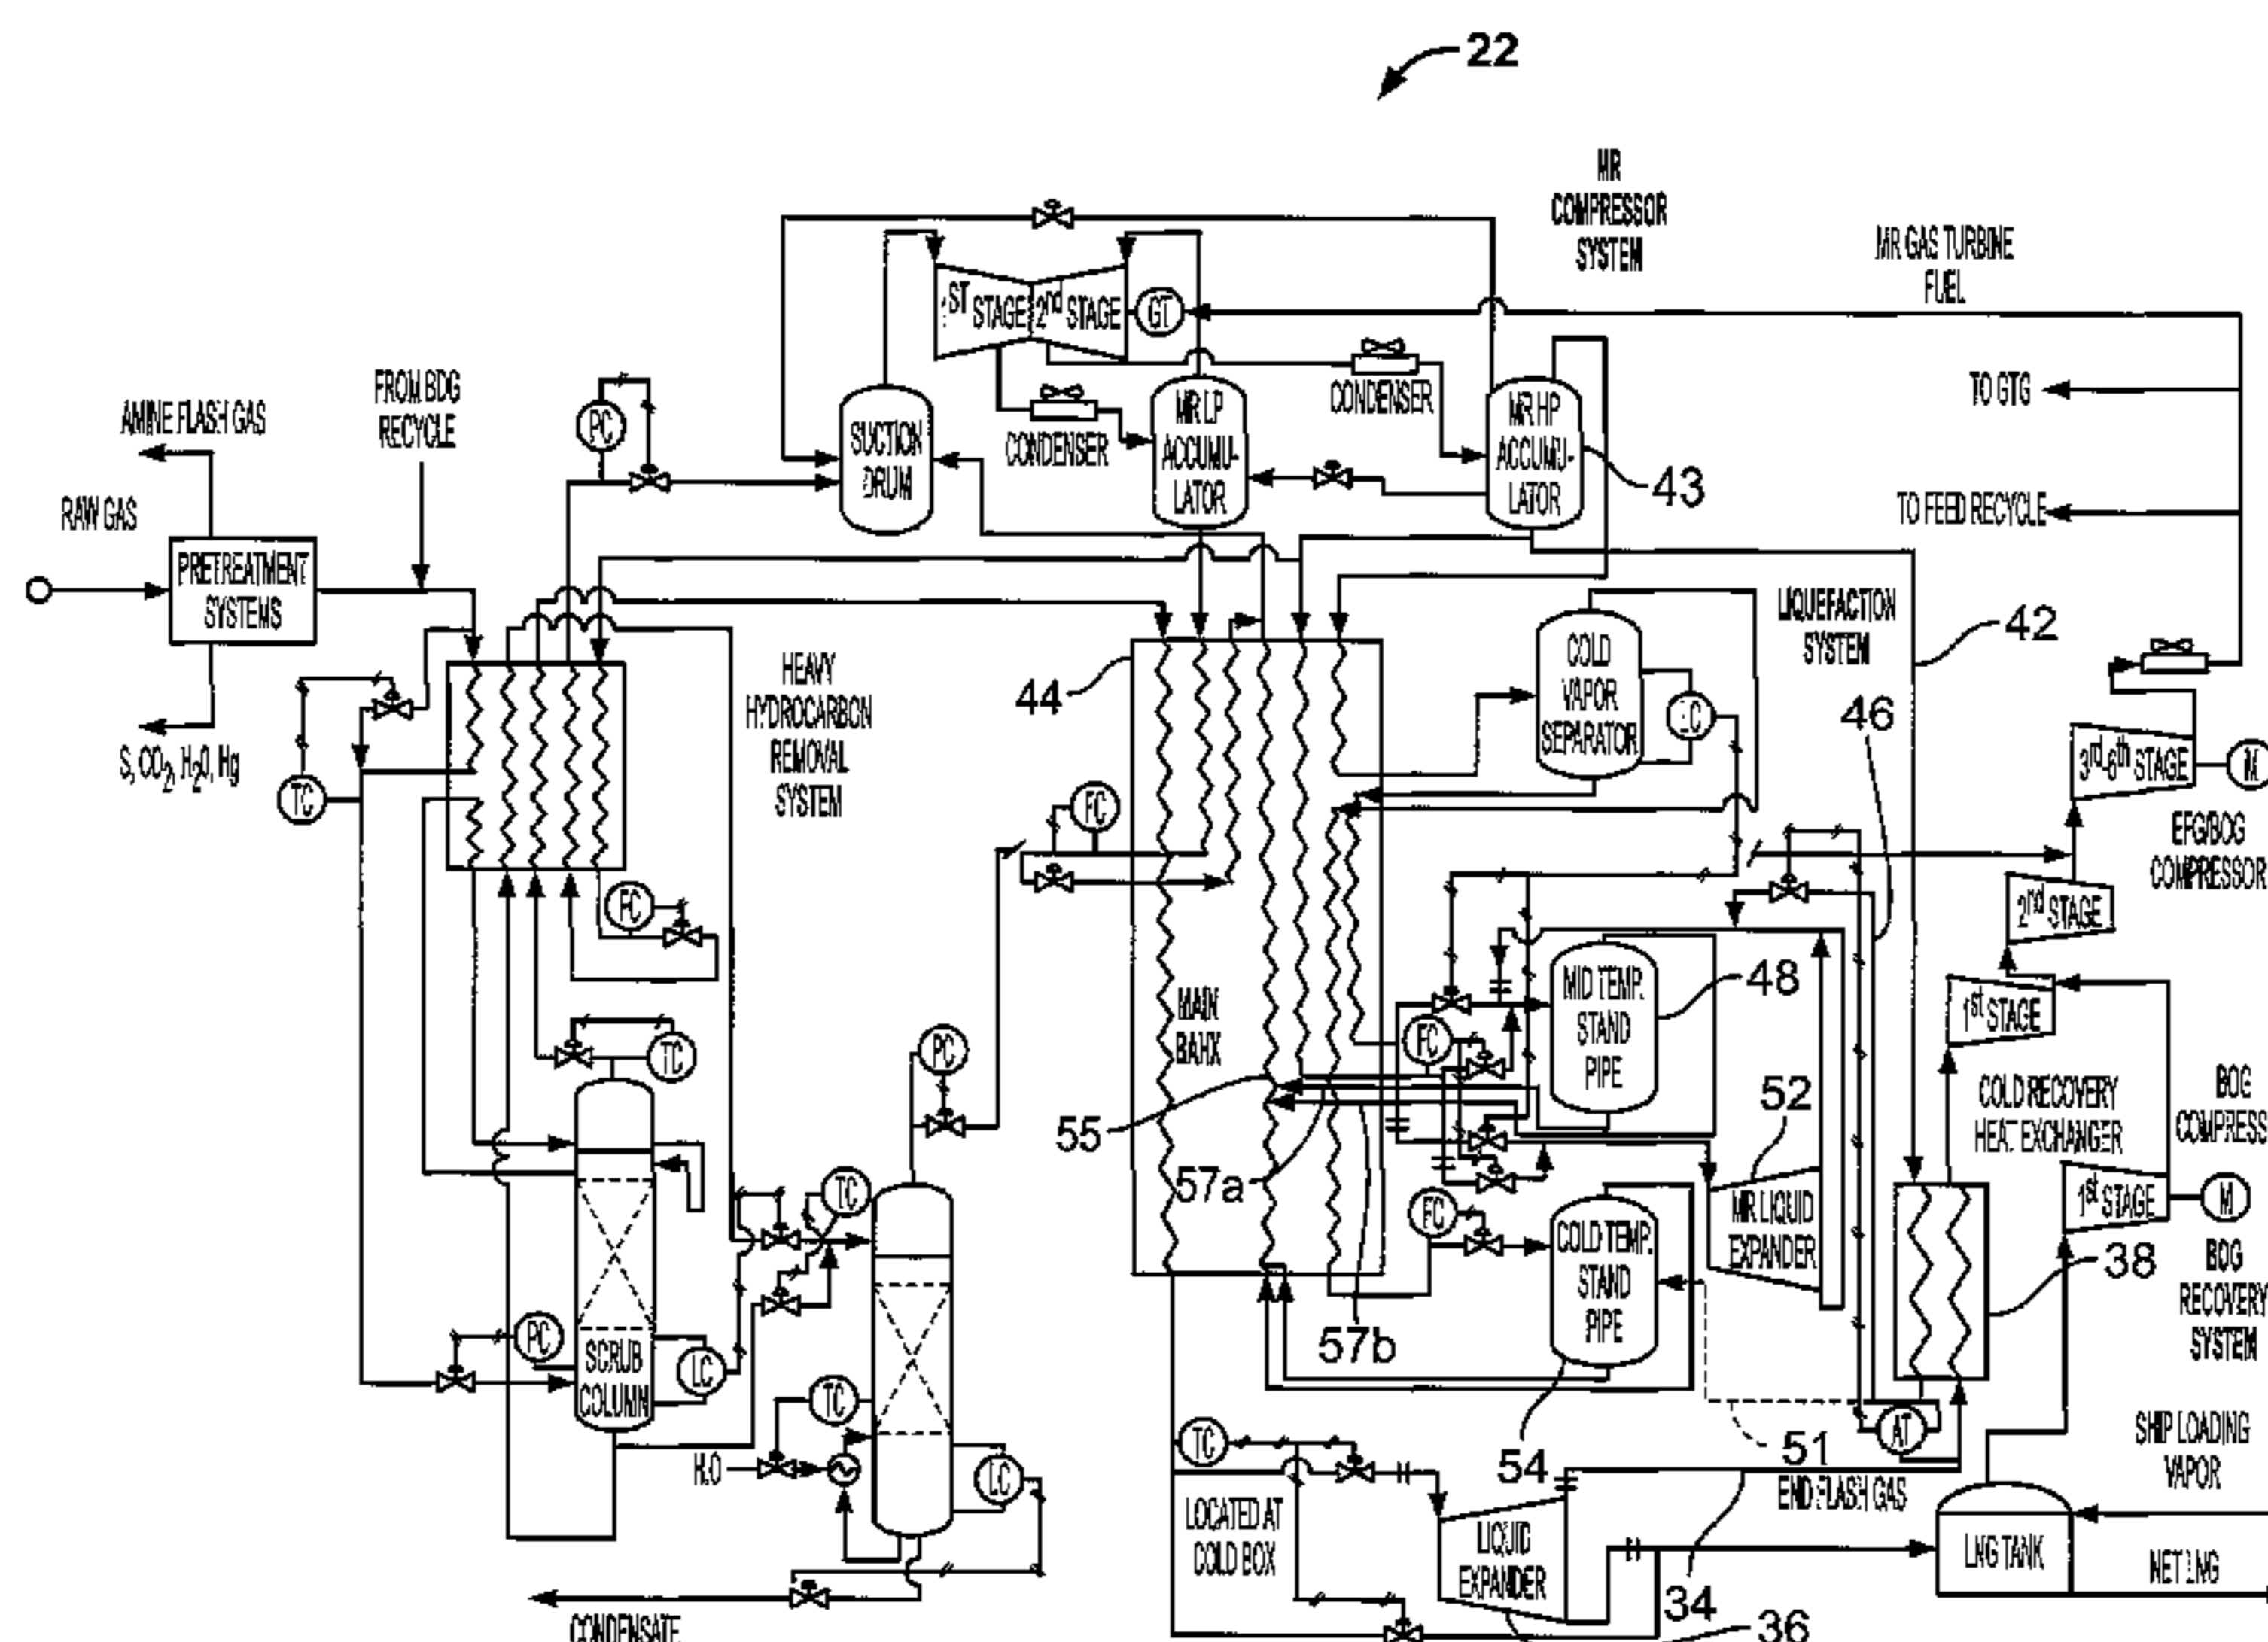 22
MR
COMPRESSOR
SYSTEM
MR GAS TURBINE
FUEL
1ST STAGE
2nd STAGE
GT
CONDENSER
CONDENSER
TO GTG
AMINE FLASH GAS
FROM BDG
RECYCLE
PC
SUCTION
DRUM
MR LP
ACCUMU-
LATOR
MR HP
ACCUMU-
LATOR
43
TO FEED RECYCLE
RAW GAS
PRETREATMENT
SYSTEMS
S, CO2, H2O, Hg
TC
HEAVY
HYDROCARBON
REMOVAL
SYSTEM
44
COLD
VAPOR
SEPARATOR
LC
LIQUEFACTION
SYSTEM
42
46
3rd-6th STAGE
M
EFG/BOG
COMPRESSOR
FC
FC
2nd STAGE
MAIN
BAHX
MID TEMP.
STAND
PIPE
48
1st STAGE
FC
TC
PC
55
57a
52
COLD RECOVERY
HEAT EXCHANGER
BOG
COMPRESS
1st STAGE
M
TC
FC
COLD TEMP.
STAND
PIPE
MR LIQUID
EXPANDER
38
BOG
RECOVERY
SYSTEM
PC
SCRUB
COLUMN
LC
57b
TC
H2O
LC
TC
54
51
AT
END FLASH GAS
SHIP LOADING
VAPOR
LOCATED AT
COLD BOX
LIQUID
EXPANDER
LNG TANK
NET LNG
34
36
CONDENSATE